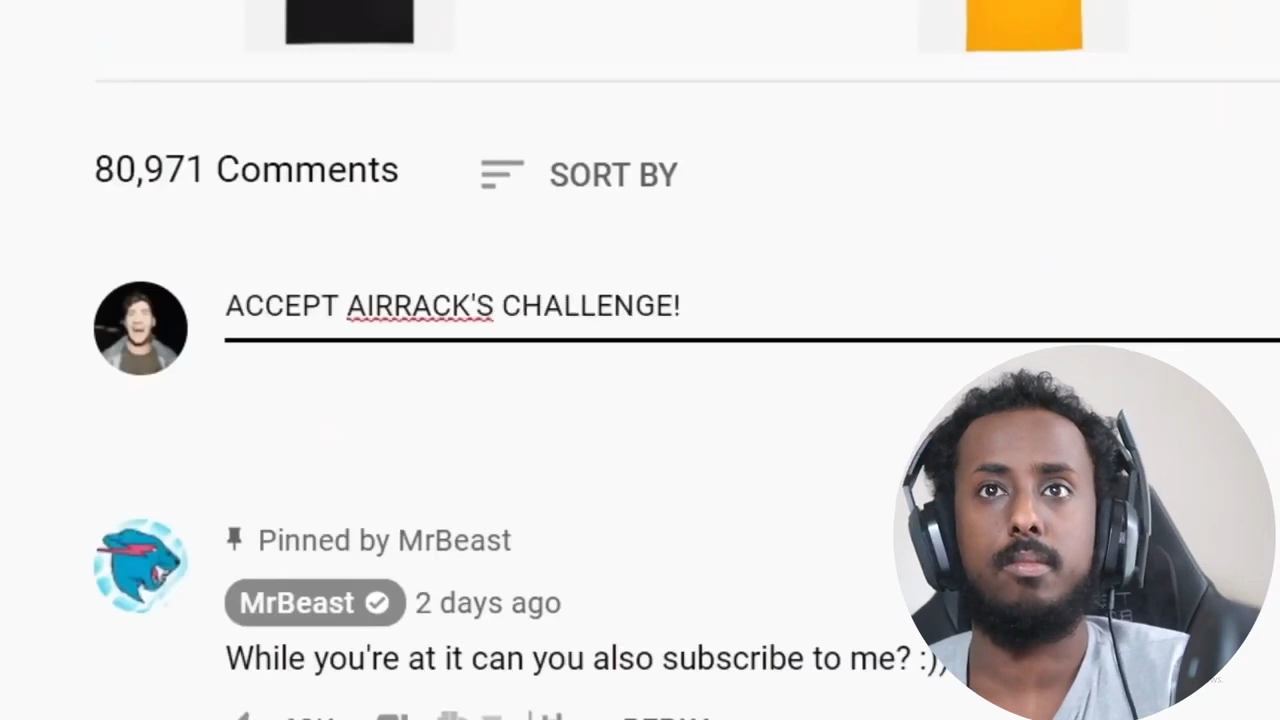 80,971 Comments
SORT BY
ACCEPT AIRRACK'S CHALLENGE!
Pinned by MrBeast
MrBeast 2 days ago
While you're at it can you also subscribe to me? :))